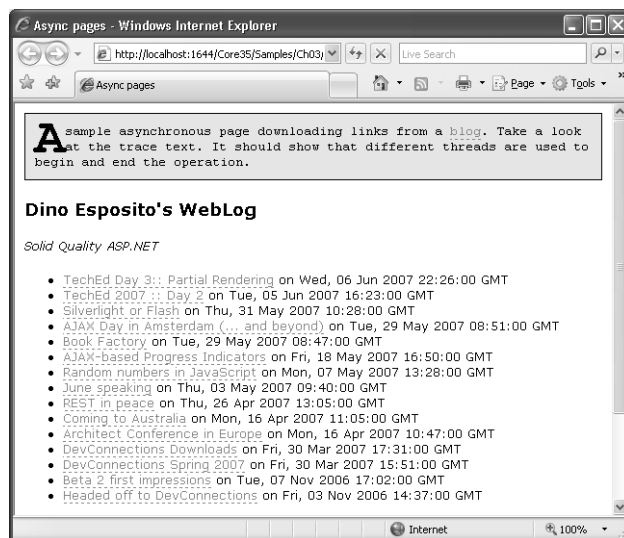 Async pages - Windows Internet Explorer
http://localhost:1644/Core35/Samples/Ch03/
Live Search
Async pages
Page
Tools
»
A sample asynchronous page downloading links from a blog. Take a look
at the trace text. It should show that different threads are used to
begin and end the operation.
Dino Esposito's WebLog
Solid Quality ASP.NET
• TechEd Day 3:: Partial Rendering on Wed, 06 Jun 2007 22:26:00 GMT
• TechEd 2007 :: Day 2 on Tue, 05 Jun 2007 16:23:00 GMT
• Silverlight or Flash on Thu, 31 May 2007 10:28:00 GMT
• AJAX Day in Amsterdam (... and beyond) on Tue, 29 May 2007 08:51:00 GMT
• Book Factory on Tue, 29 May 2007 08:47:00 GMT
• AJAX-based Progress Indicators on Fri, 18 May 2007 16:50:00 GMT
• Random numbers in JavaScript on Mon, 07 May 2007 13:28:00 GMT
• June speaking on Thu, 03 May 2007 09:40:00 GMT
• REST in peace on Thu, 26 Apr 2007 13:05:00 GMT
• Coming to Australia on Mon, 16 Apr 2007 11:05:00 GMT
• Architect Conference in Europe on Mon, 16 Apr 2007 10:47:00 GMT
• DevConnections Downloads on Fri, 30 Mar 2007 17:31:00 GMT
• DevConnections Spring 2007 on Fri, 30 Mar 2007 15:51:00 GMT
• Beta 2 first impressions on Tue, 07 Nov 2006 17:02:00 GMT
• Headed off to DevConnections on Fri, 03 Nov 2006 14:37:00 GMT
Internet
100%